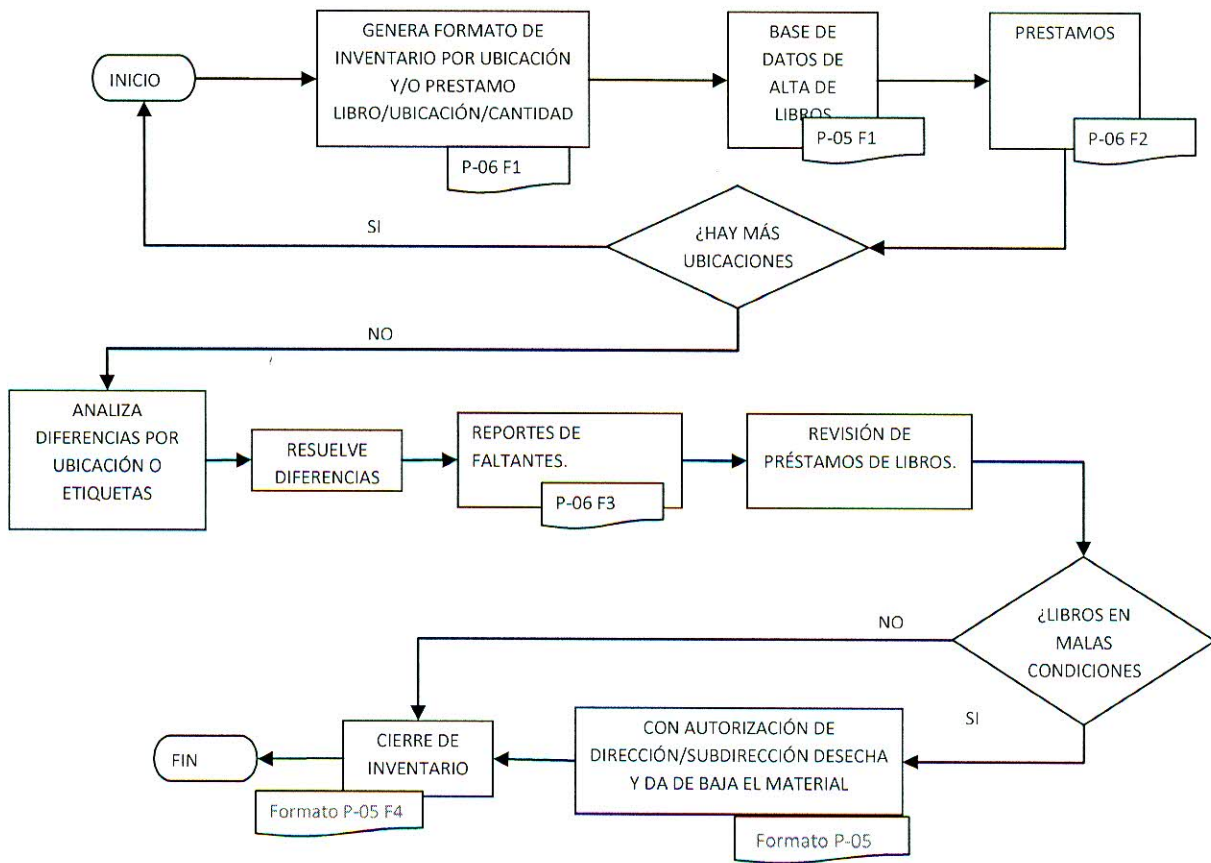 INICIO
GENERA FORMATO DE
INVENTARIO POR UBICACIÓN
Y/O PRESTAMO
LIBRO/UBICACIÓN/CANTIDAD
P-06 F1
BASE DE
DATOS DE
ALTA DE
LIBROS
P-05 F1
PRESTAMOS
P-06 F2
¿HAY MÁS
UBICACIONES
SI
NO
ANALIZA
DIFERENCIAS POR
UBICACIÓN O
ETIQUETAS
RESUELVE
DIFERENCIAS
REPORTES DE
FALTANTES.
P-06 F3
REVISIÓN DE
PRÉSTAMOS DE LIBROS.
¿LIBROS EN
MALAS
CONDICIONES
NO
SI
CON AUTORIZACIÓN DE
DIRECCIÓN/SUBDIRECCIÓN DESECHA
Y DA DE BAJA EL MATERIAL
Formato P-05
CIERRE DE
INVENTARIO
Formato P-05 F4
FIN